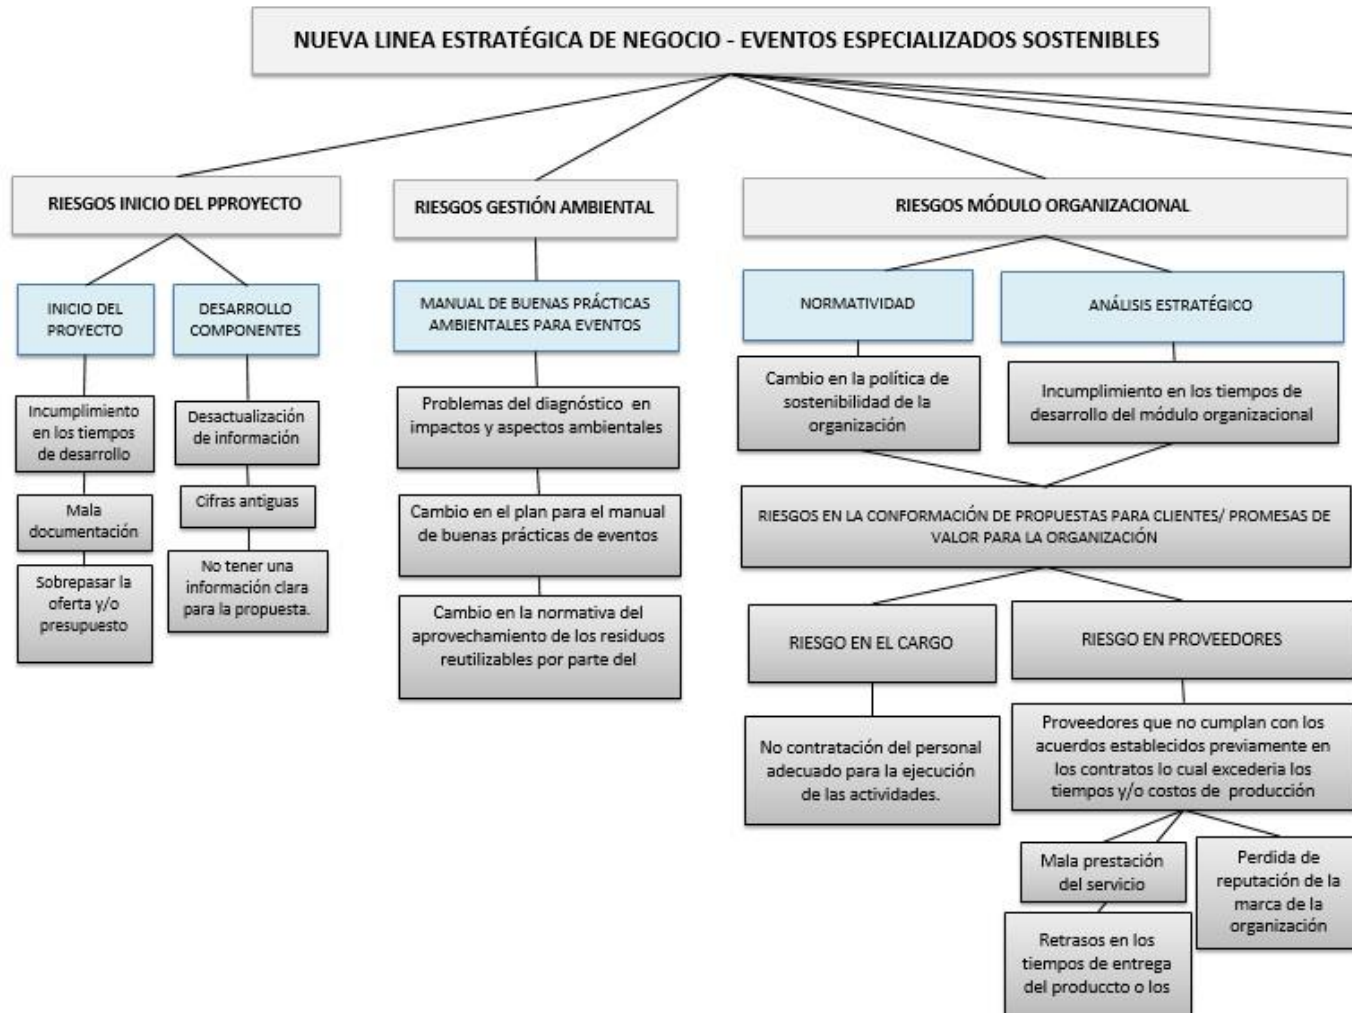 NUEVA LINEA ESTRATÉGICA DE NEGOCIO - EVENTOS ESPECIALIZADOS SOSTENIBLES
RIESGOS INICIO DEL PPROYECTO
INICIO DEL
PROYECTO
Incumplimiento
en los tiempos
de desarrollo
Mala
documentación
Sobrepasar la
oferta y/o
presupuesto
DESARROLLO
COMPONENTES
Desactualización
de información
Cifras antiguas
No tener una
información clara
para la propuesta.
RIESGOS GESTIÓN AMBIENTAL
MANUAL DE BUENAS PRÁCTICAS
AMBIENTALES PARA EVENTOS
Problemas del diagnóstico en
impactos y aspectos ambientales
Cambio en el plan para el manual
de buenas prácticas de eventos
Cambio en la normativa del
aprovechamiento de los residuos
reutilizables por parte del
RIESGOS MÓDULO ORGANIZACIONAL
NORMATIVIDAD
Cambio en la política de
sostenibilidad de la
organización
ANÁLISIS ESTRATÉGICO
Incumplimiento en los tiempos de
desarrollo del módulo organizacional
RIESGOS EN LA CONFORMACIÓN DE PROPUESTAS PARA CLIENTES/ PROMESAS DE
VALOR PARA LA ORGANIZACIÓN
RIESGO EN EL CARGO
No contratación del personal
adecuado para la ejecución
de las actividades.
RIESGO EN PROVEEDORES
Proveedores que no cumplan con los
acuerdos establecidos previamente en
los contratos lo cual excederia los
tiempos y/o costos de producción
Mala prestación
del servicio
Retrasos en los
tiempos de entrega
del produccto o los
Perdida de
reputación de la
marca de la
organización